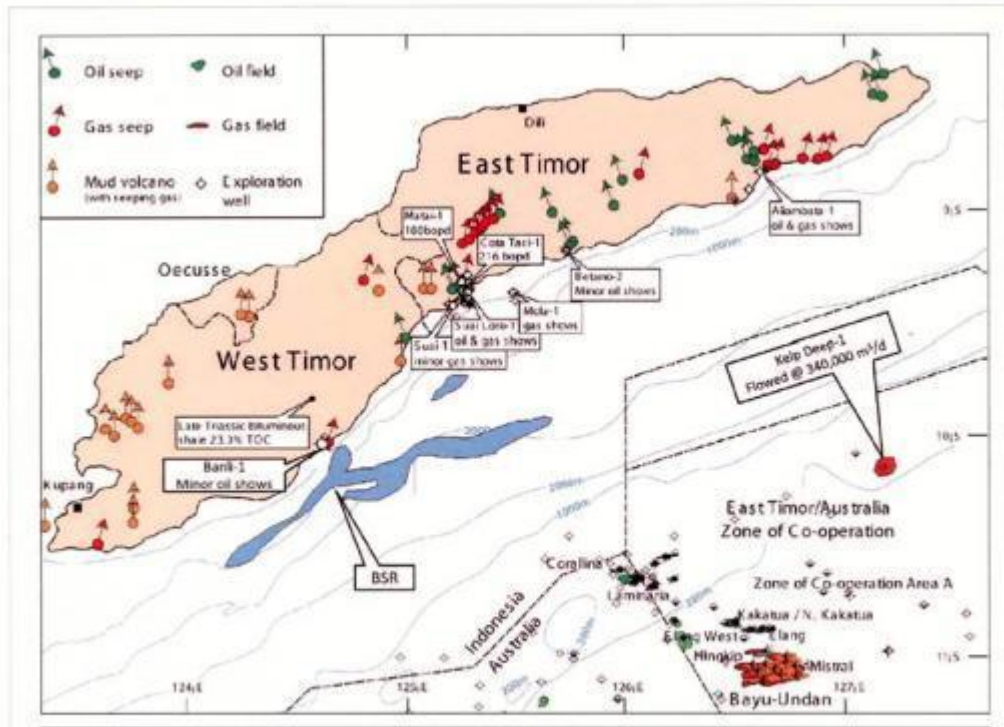 Oil seep
Oil field
Gas seep
Gas field
Mud volcano
(with seeping gas)
Exploration
well
Dili
East Timor
Oecusse
West Timor
Kupang
Matai-1
180bopd
Cota Taci-1
216 bopd
Aliambata 1
oil & gas shows
Betano-2
Minor oil shows
Mola-1
gas shows
Suai Loro-1
oil & gas shows
Suai 1
minor gas shows
Late Triassic Bituminous
shale 23.3% TOC
Banli-1
Minor oil shows
BSR
Kelp Deep-1
Flowed @ 340,000 m³/d
200m
1000m
2000m
1000m
200m
200m
9¡S
10¡S
11¡S
124¡E
125¡E
126¡E
127¡E
East Timor/Australia
Zone of Co-operation
Zone of Co-operation Area A
Corallina
Laminaria
Kakatua / N. Kakatua
Elang West
Elang
Hingkip
Mistral
Bayu-Undan
Indonesia
Australia